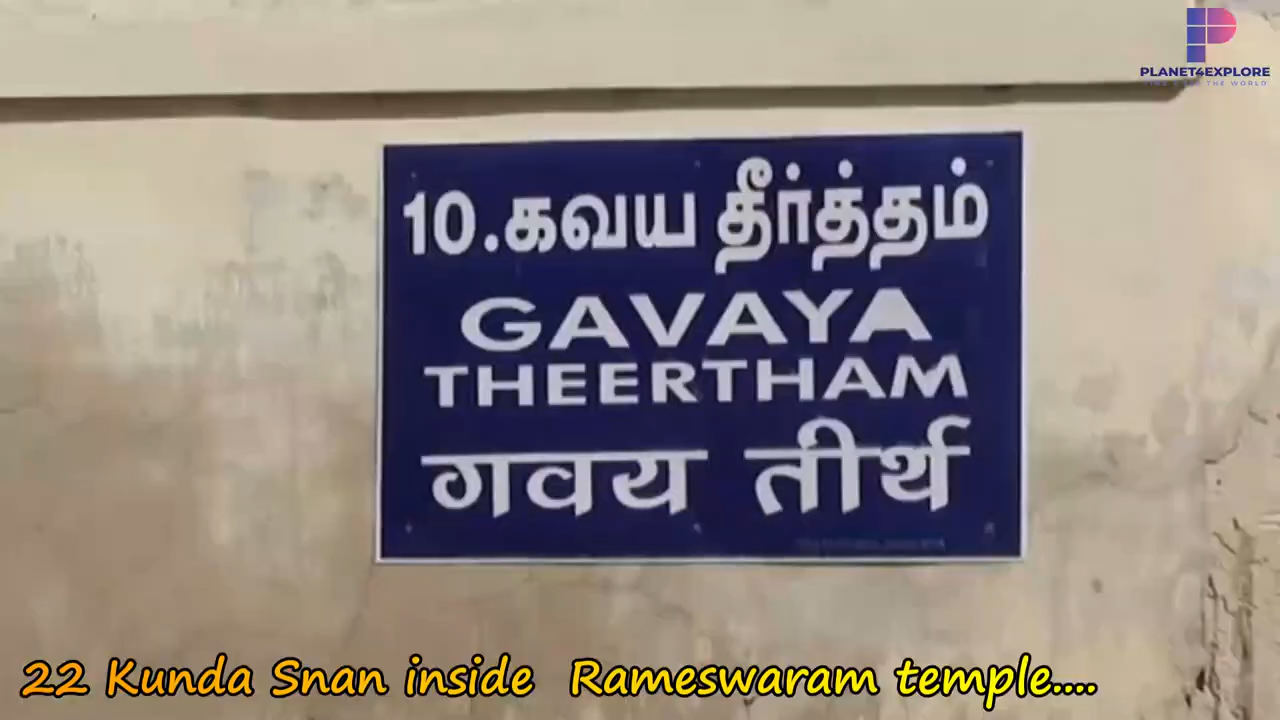 PLANET4EXPLORE
10.கவய தீர்த்தம்
GAVAYA
THEERTHAM
गवय तीर्थ
22 Kunda Snan inside Rameswaram temple....